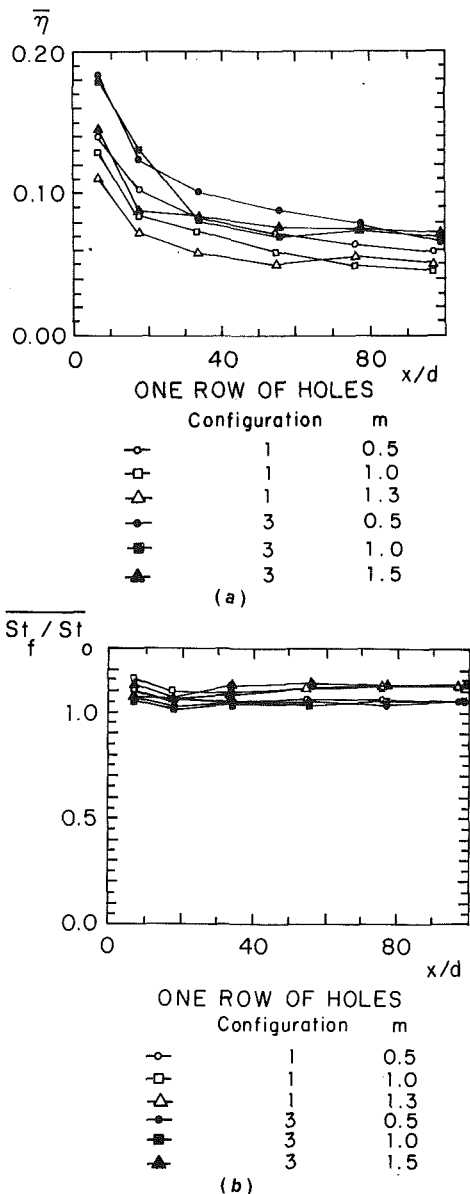 η̅
0.20
0.10
0.00
0 40 80 x/d
ONE ROW OF HOLES
Configuration m
1 0.5
1 1.0
1 1.3
3 0.5
3 1.0
3 1.5
(a)
St_f / St_o
1.0
0.5
0.0
0 40 80
x/d
ONE ROW OF HOLES
Configuration m
1 0.5
1 1.0
1 1.3
3 0.5
3 1.0
3 1.5
(b)